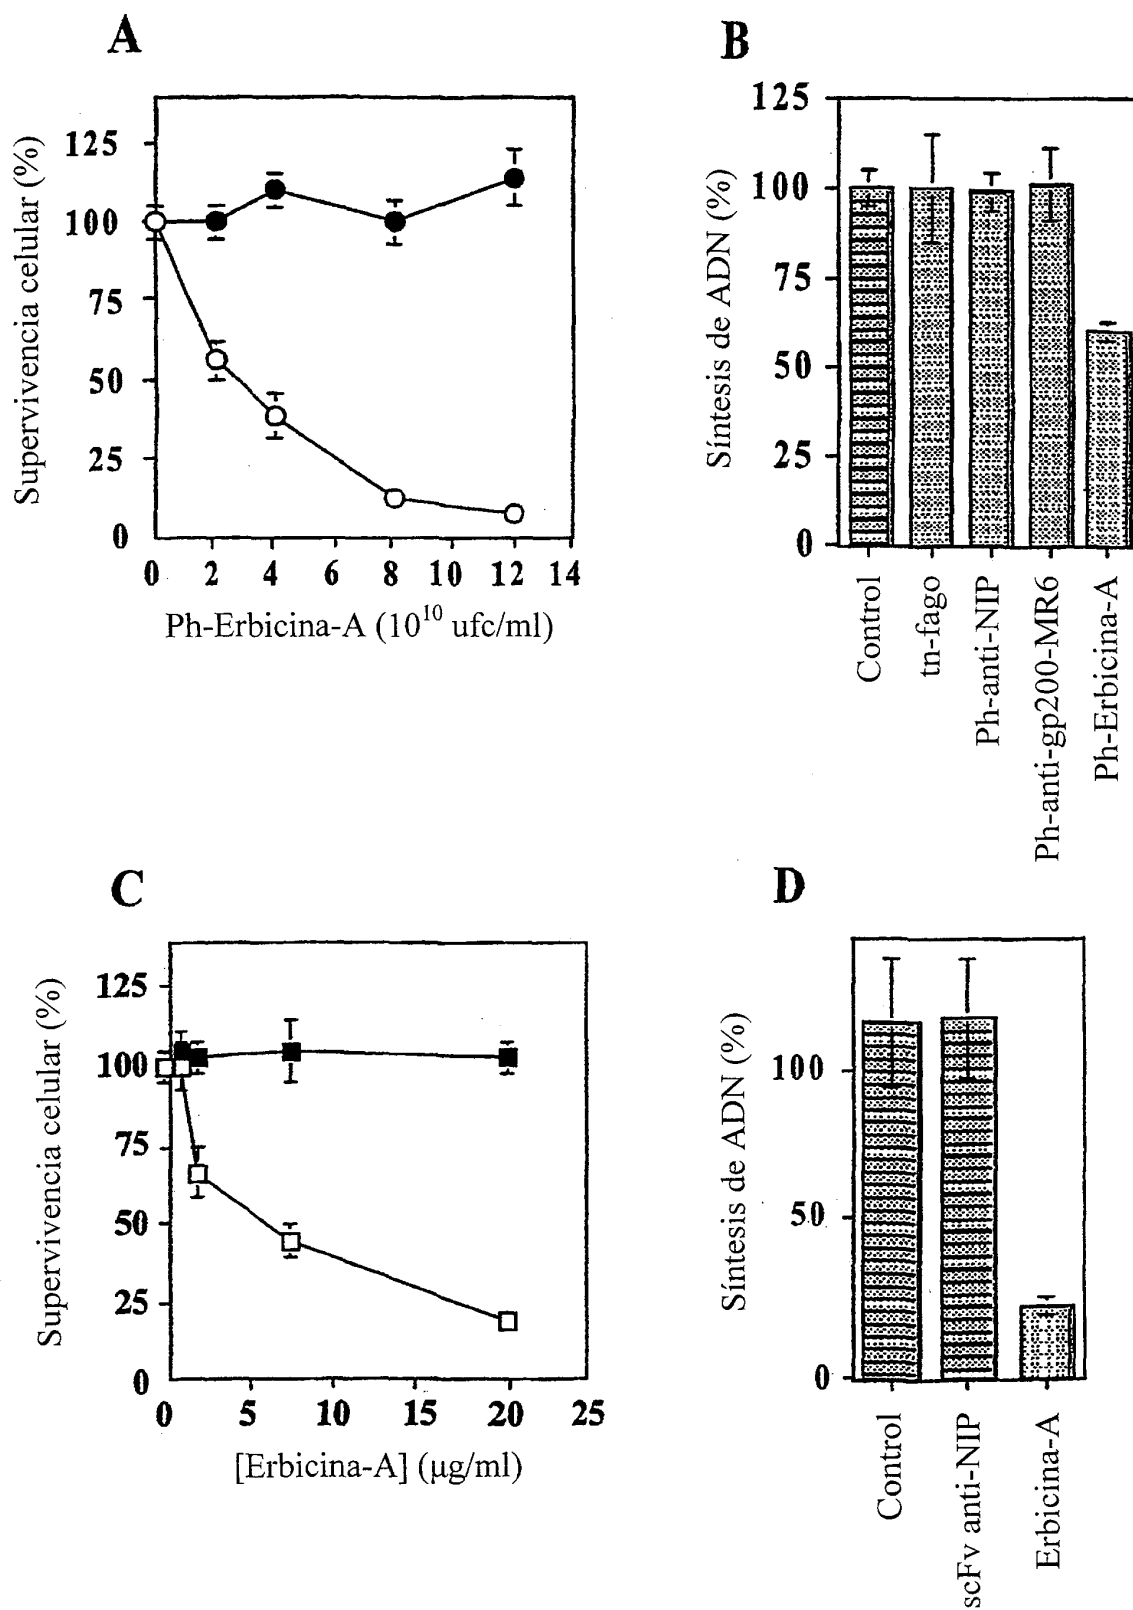 A
Supervivencia celular (%)
125
100
75
50
25
0
0 2 4 6 8 10 12 14
Ph-Erbicina-A (10¹⁰ ufc/ml)
B
Síntesis de ADN (%)
125
100
75
50
25
0
Control
tn-fago
Ph-anti-NIP
Ph-anti-gp200-MR6
Ph-Erbicina-A
C
Supervivencia celular (%)
125
100
75
50
25
0
0 5 10 15 20 25
[Erbicina-A] (µg/ml)
D
Síntesis de ADN (%)
100
50
0
Control
scFv anti-NIP
Erbicina-A